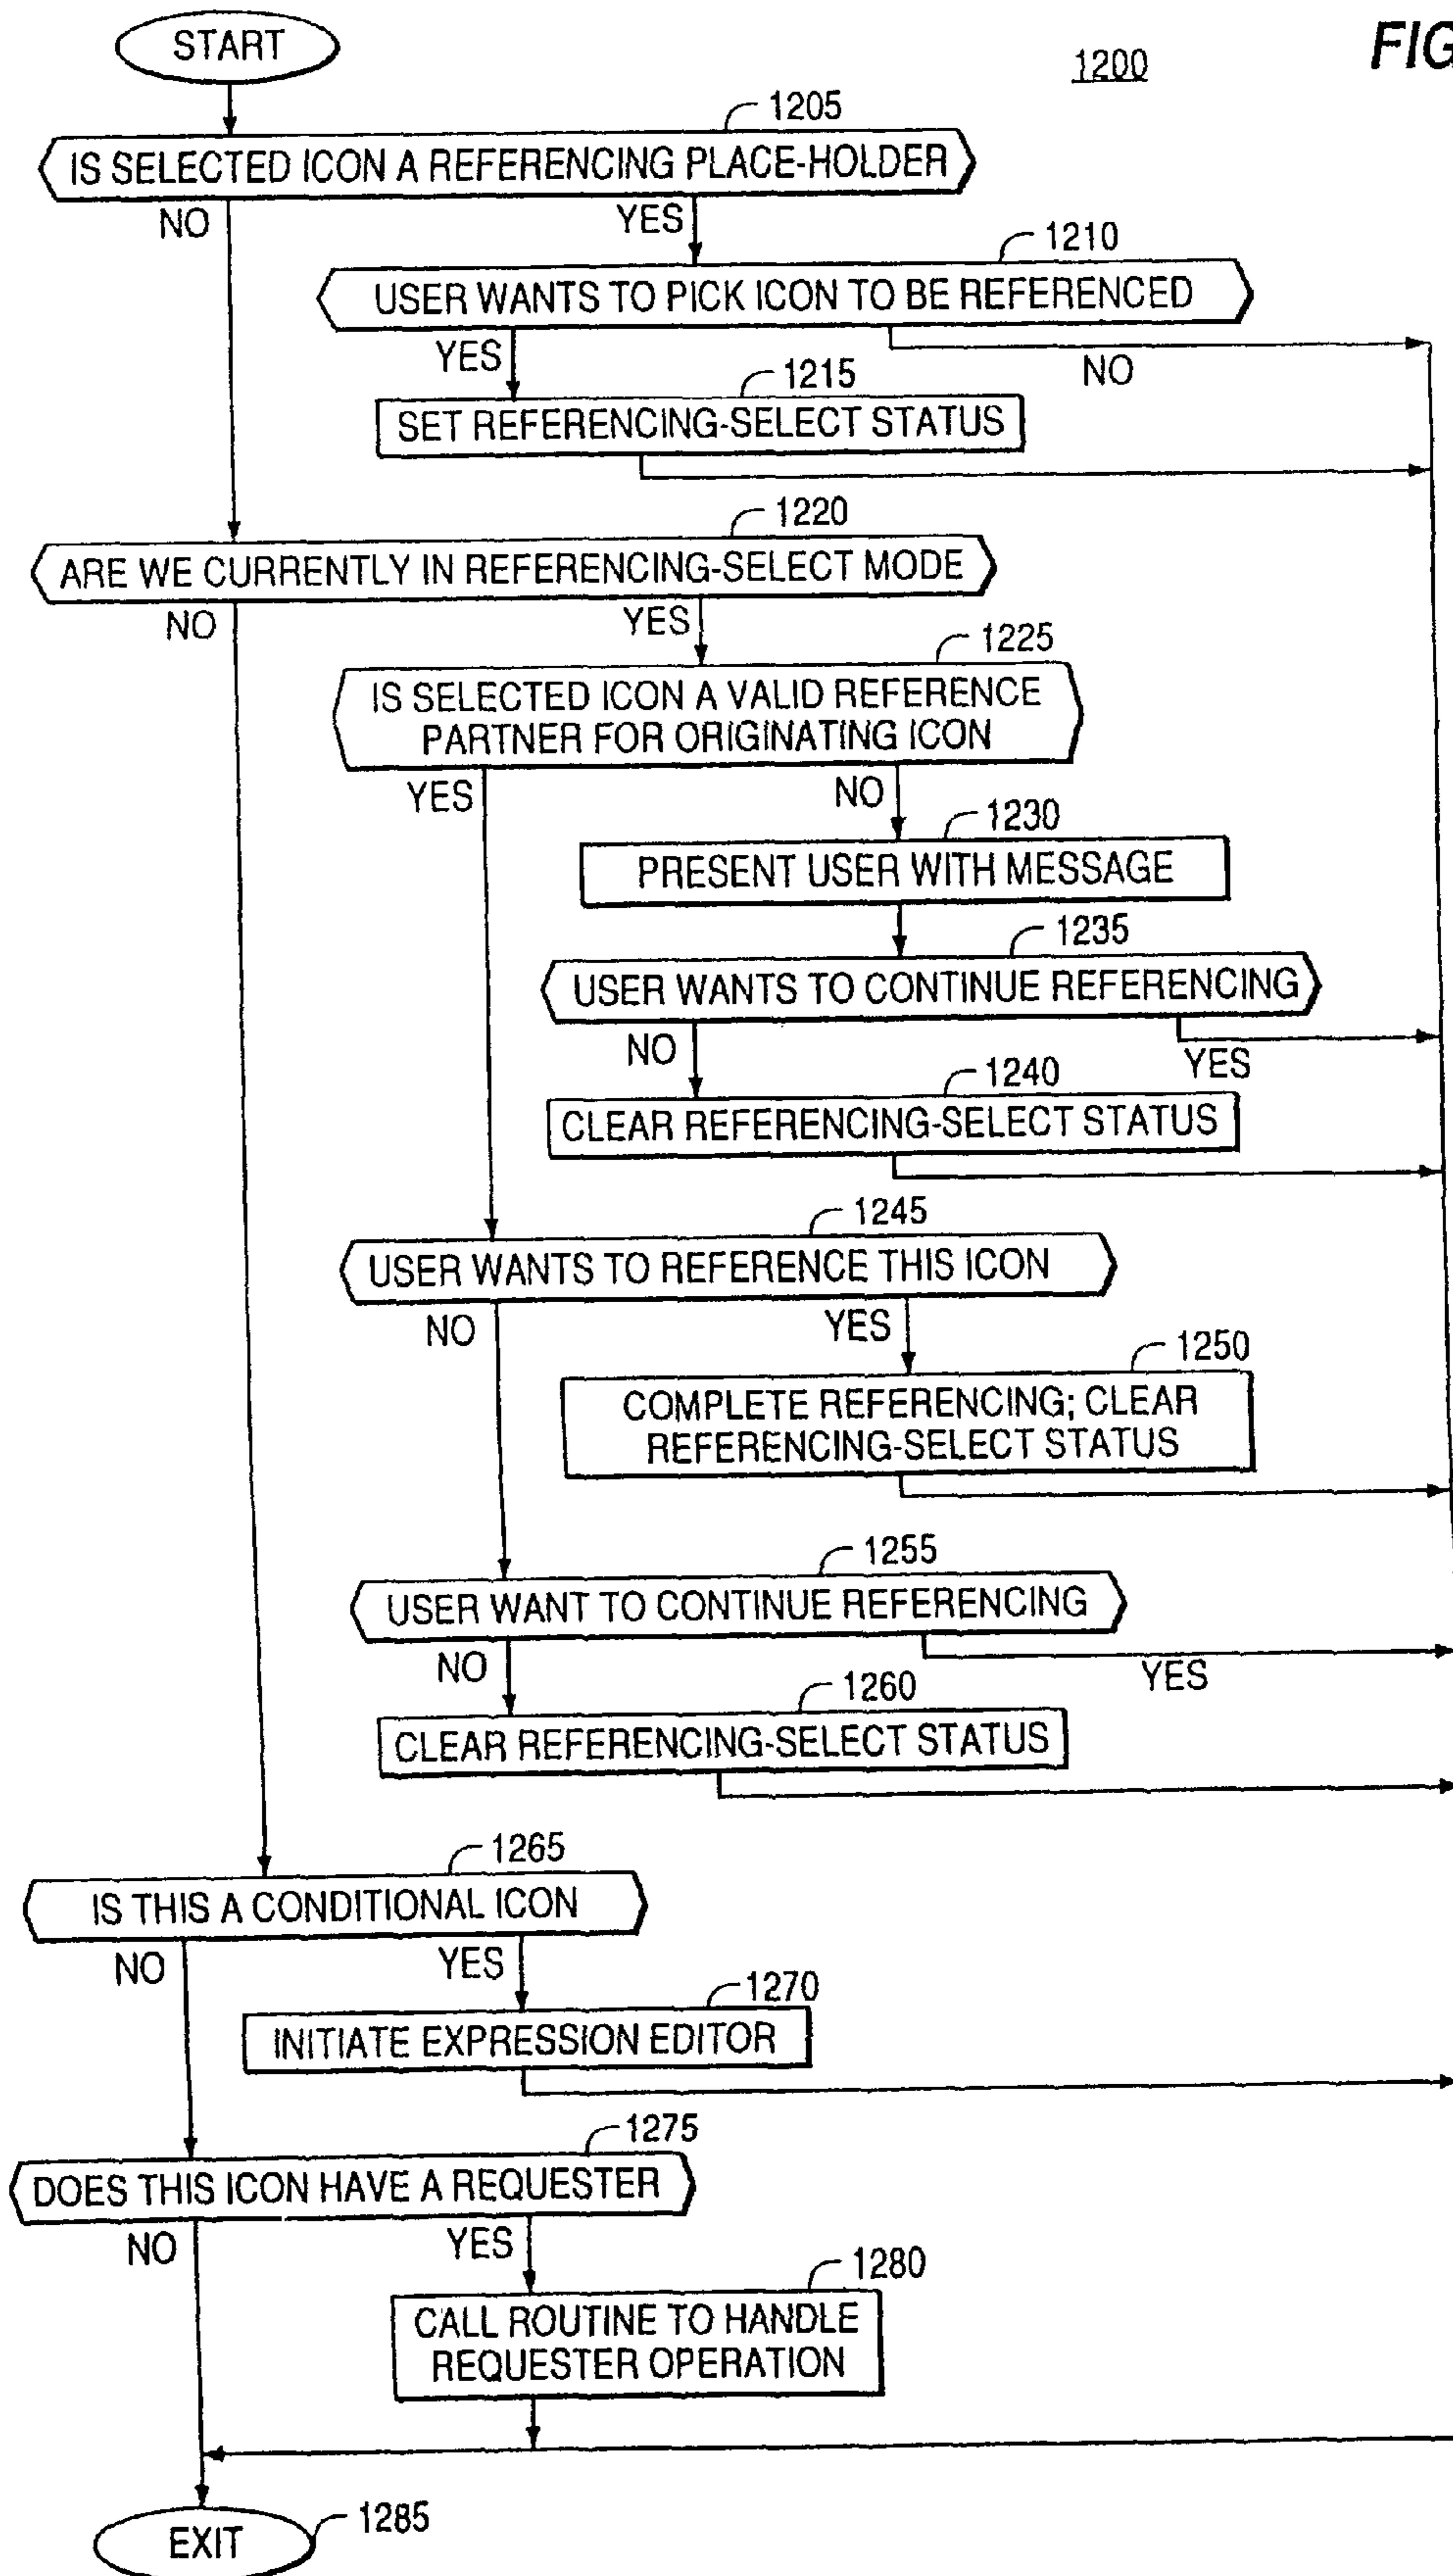 START
1200
FIG
1205
IS SELECTED ICON A REFERENCING PLACE-HOLDER
NO
YES
1210
USER WANTS TO PICK ICON TO BE REFERENCED
YES
NO
1215
SET REFERENCING-SELECT STATUS
1220
ARE WE CURRENTLY IN REFERENCING-SELECT MODE
NO
YES
1225
IS SELECTED ICON A VALID REFERENCE
PARTNER FOR ORIGINATING ICON
YES
NO
1230
PRESENT USER WITH MESSAGE
1235
USER WANTS TO CONTINUE REFERENCING
NO
YES
1240
CLEAR REFERENCING-SELECT STATUS
1245
USER WANTS TO REFERENCE THIS ICON
NO
YES
1250
COMPLETE REFERENCING; CLEAR
REFERENCING-SELECT STATUS
1255
USER WANT TO CONTINUE REFERENCING
NO
YES
1260
CLEAR REFERENCING-SELECT STATUS
1265
IS THIS A CONDITIONAL ICON
NO
YES
1270
INITIATE EXPRESSION EDITOR
1275
DOES THIS ICON HAVE A REQUESTER
NO
YES
1280
CALL ROUTINE TO HANDLE
REQUESTER OPERATION
EXIT
1285